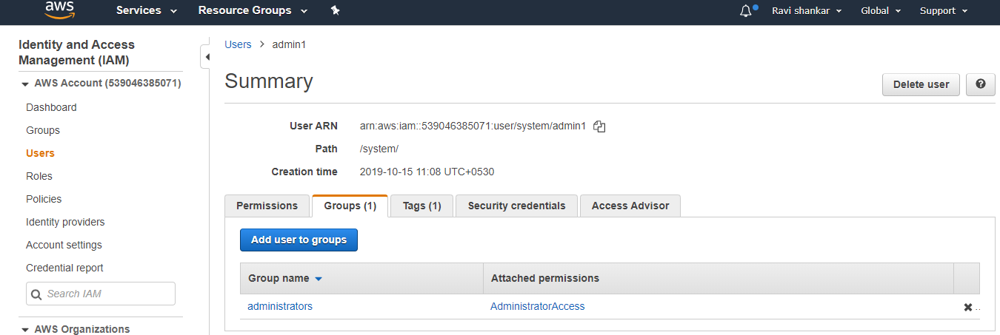 aws Services Resource Groups Ravi shankar Global Support
Identity and Access
Management (IAM)
AWS Account (539046385071)
Dashboard
Groups
Users
Roles
Policies
Identity providers
Account settings
Credential report
Search IAM
AWS Organizations
Users > admin1
Summary
Delete user
User ARN arn:aws:iam::539046385071:user/system/admin1
Path /system/
Creation time 2019-10-15 11:08 UTC+0530
Permissions Groups (1) Tags (1) Security credentials Access Advisor
Add user to groups
Group name Attached permissions
administrators AdministratorAccess